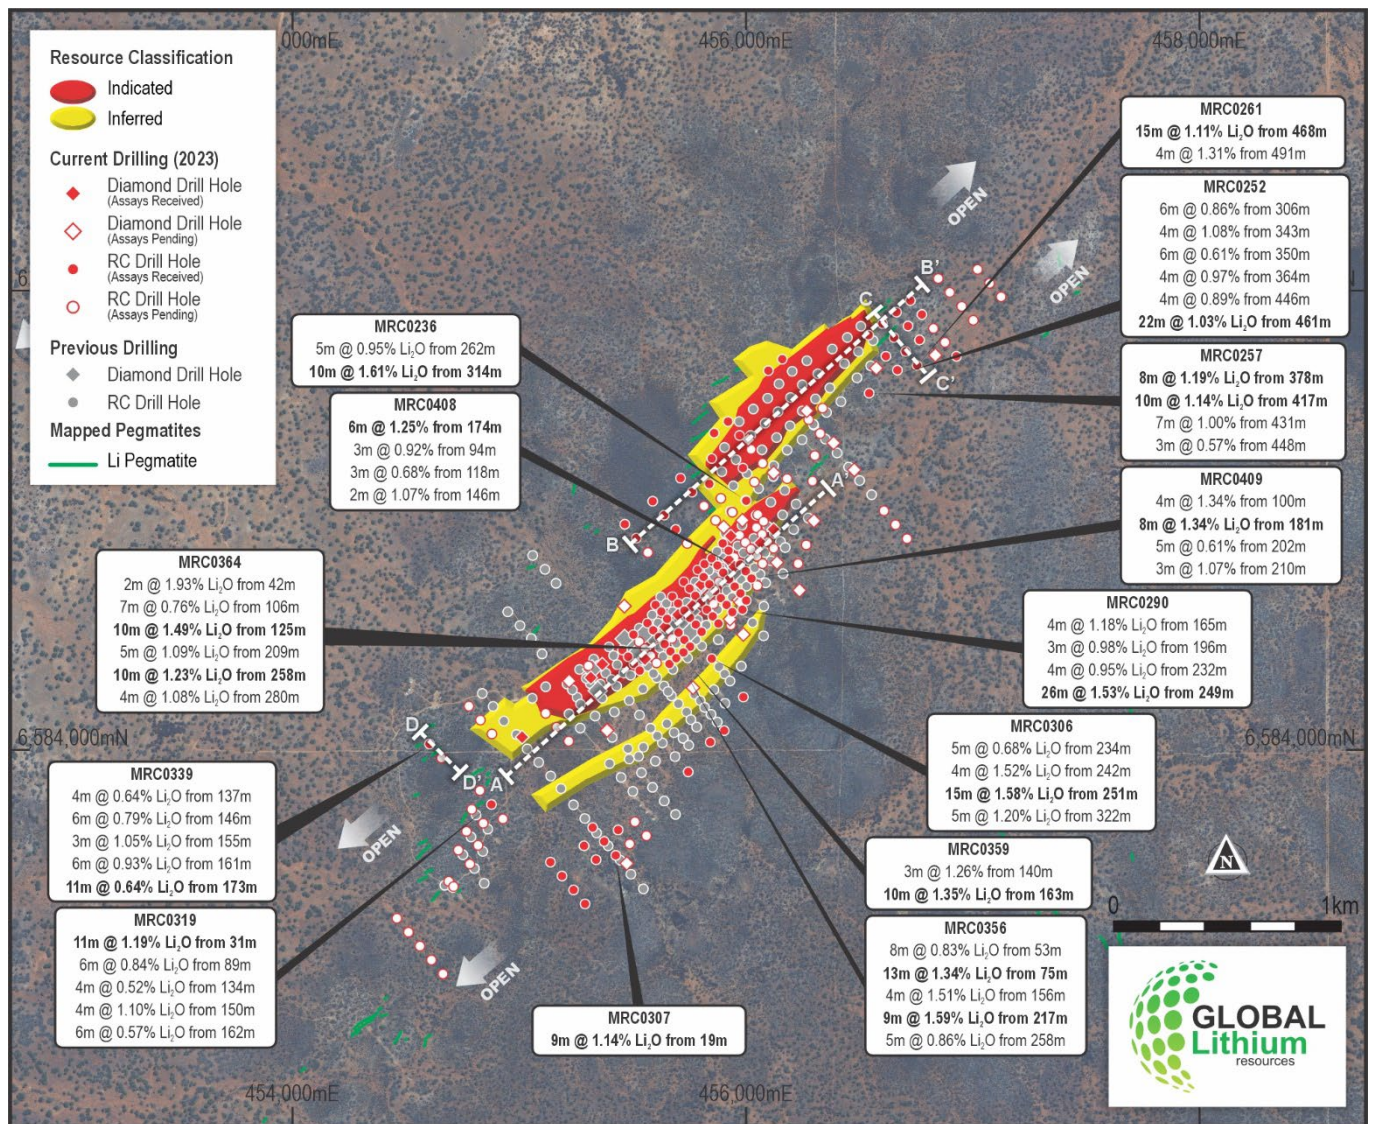 ,000mE
456,000mE
458,000mE
Resource Classification
Indicated
Inferred
Current Drilling (2023)
Diamond Drill Hole
(Assays Received)
Diamond Drill Hole
(Assays Pending)
RC Drill Hole
(Assays Received)
RC Drill Hole
(Assays Pending)
Previous Drilling
Diamond Drill Hole
RC Drill Hole
Mapped Pegmatites
Li Pegmatite
MRC0261
15m @ 1.11% Li₂O from 468m
4m @ 1.31% from 491m
MRC0252
6m @ 0.86% from 306m
4m @ 1.08% from 343m
6m @ 0.61% from 350m
4m @ 0.97% from 364m
4m @ 0.89% from 446m
22m @ 1.03% Li₂O from 461m
OPEN
OPEN
6
N
B'
C
C'
MRC0236
5m @ 0.95% Li₂O from 262m
10m @ 1.61% Li₂O from 314m
MRC0257
8m @ 1.19% Li₂O from 378m
10m @ 1.14% Li₂O from 417m
7m @ 1.00% from 431m
3m @ 0.57% from 448m
MRC0408
6m @ 1.25% from 174m
3m @ 0.92% from 94m
3m @ 0.68% from 118m
2m @ 1.07% from 146m
A'
B
MRC0409
4m @ 1.34% from 100m
8m @ 1.34% Li₂O from 181m
5m @ 0.61% from 202m
3m @ 1.07% from 210m
MRC0364
2m @ 1.93% Li₂O from 42m
7m @ 0.76% Li₂O from 106m
10m @ 1.49% Li₂O from 125m
5m @ 1.09% Li₂O from 209m
10m @ 1.23% Li₂O from 258m
4m @ 1.08% Li₂O from 280m
MRC0290
4m @ 1.18% Li₂O from 165m
3m @ 0.98% Li₂O from 196m
4m @ 0.95% Li₂O from 232m
26m @ 1.53% Li₂O from 249m
D
6,584,000mN
6,584,000mN
MRC0306
5m @ 0.68% Li₂O from 234m
4m @ 1.52% Li₂O from 242m
15m @ 1.58% Li₂O from 251m
5m @ 1.20% Li₂O from 322m
D'
A
MRC0339
4m @ 0.64% Li₂O from 137m
6m @ 0.79% Li₂O from 146m
3m @ 1.05% Li₂O from 155m
6m @ 0.93% Li₂O from 161m
11m @ 0.64% Li₂O from 173m
OPEN
MRC0359
3m @ 1.26% Li₂O from 140m
10m @ 1.35% Li₂O from 163m
N
0
1km
MRC0319
11m @ 1.19% Li₂O from 31m
6m @ 0.84% Li₂O from 89m
4m @ 0.52% Li₂O from 134m
4m @ 1.10% Li₂O from 150m
6m @ 0.57% Li₂O from 162m
OPEN
MRC0356
8m @ 0.83% Li₂O from 53m
13m @ 1.34% Li₂O from 75m
4m @ 1.51% Li₂O from 156m
9m @ 1.59% Li₂O from 217m
5m @ 0.86% Li₂O from 258m
MRC0307
9m @ 1.14% Li₂O from 19m
GLOBAL
Lithium
resources
454,000mE
456,000mE